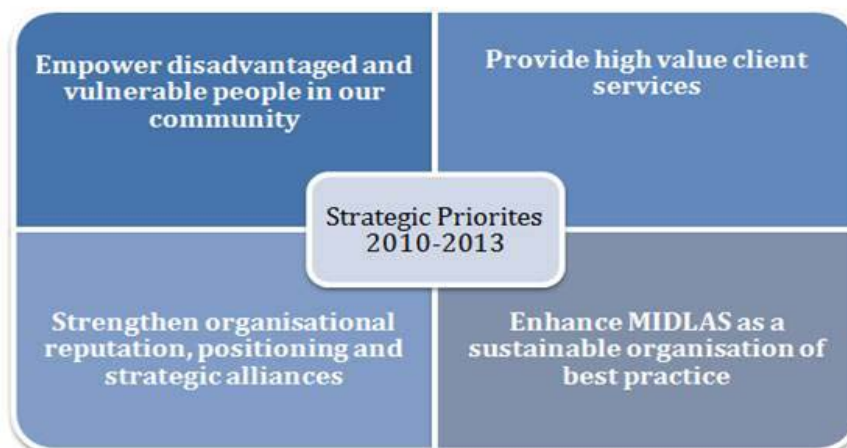 Empower disadvantaged and
vulnerable people in our
community
Provide high value client
services
Strategic Priorites
2010-2013
Strengthen organisational
reputation, positioning and
strategic alliances
Enhance MIDLAS as a
sustainable organisation of
best practice